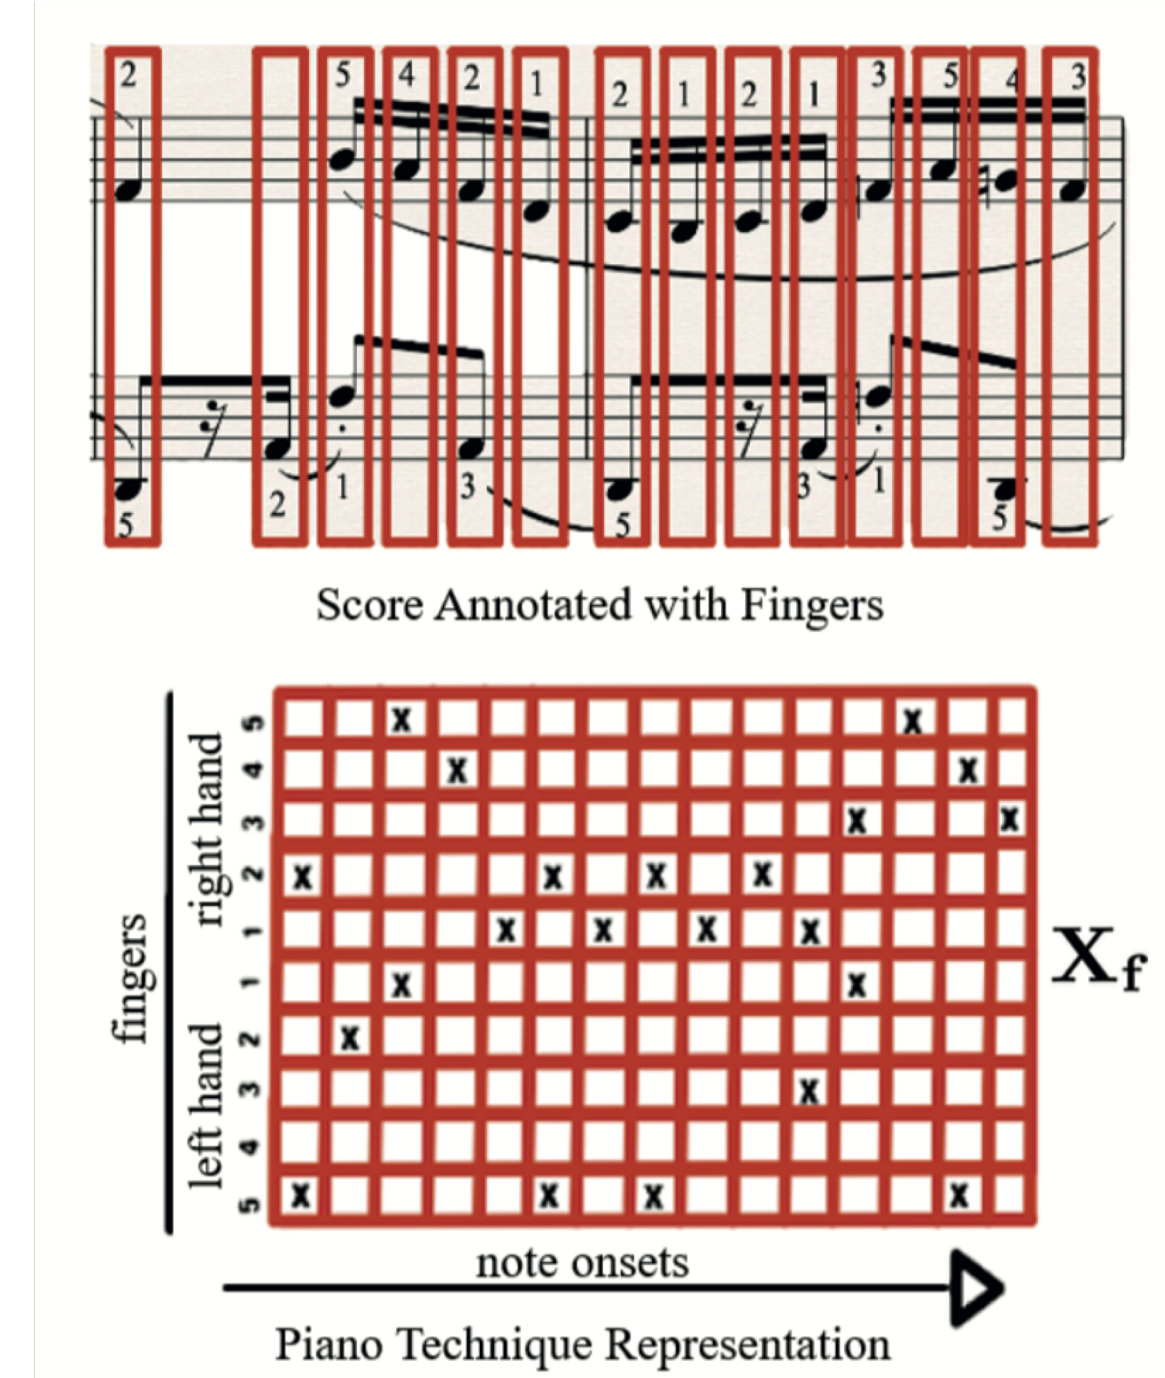 2 5 4 2 1 2 1 2 1 3 5 4 3
5 2 1 3 5 3 1 5
Score Annotated with Fingers
fingers
right hand
left hand
5 X X
4 X X
3 X X
2 X X X X
1 X X X X
1 X X
2 X
3 X
4
5 X X X X
X_f
note onsets
Piano Technique Representation